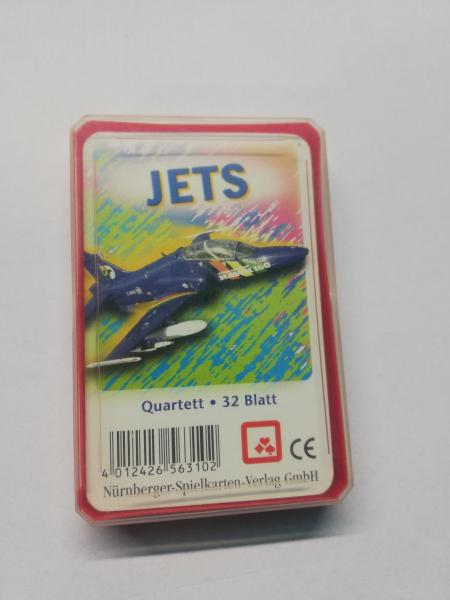 JETS
Quartett • 32 Blatt
4 012426 563102
CE
Nürnberger-Spielkarten-Verlag GmbH